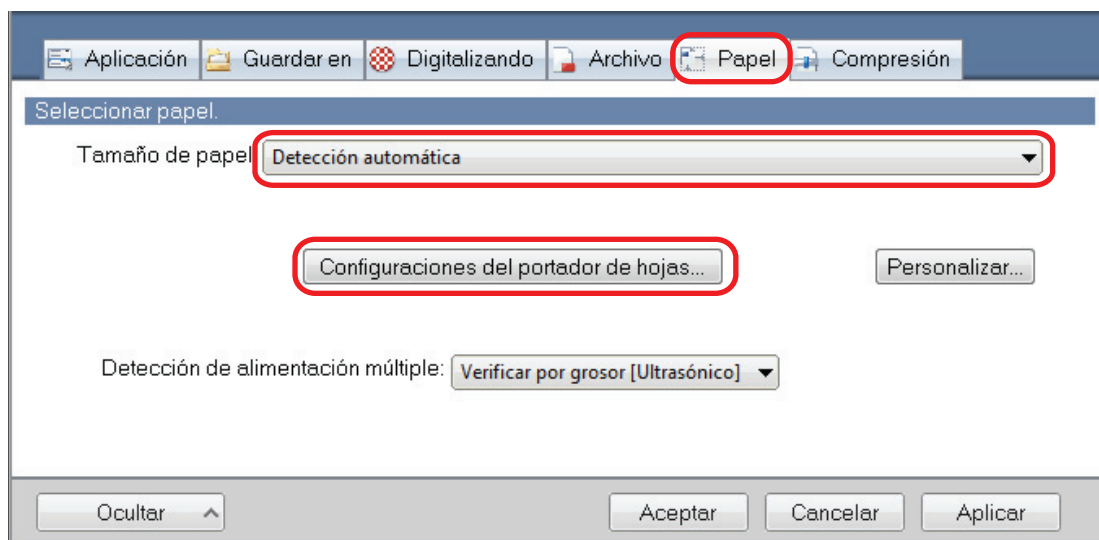 Aplicación Guardar en Digitalizando Archivo Papel Compresión
Seleccionar papel.
Tamaño de papel Detección automática
Configuraciones del portador de hojas... Personalizar...
Detección de alimentación múltiple: Verificar por grosor [Ultrasónico]
Ocultar Aceptar Cancelar Aplicar